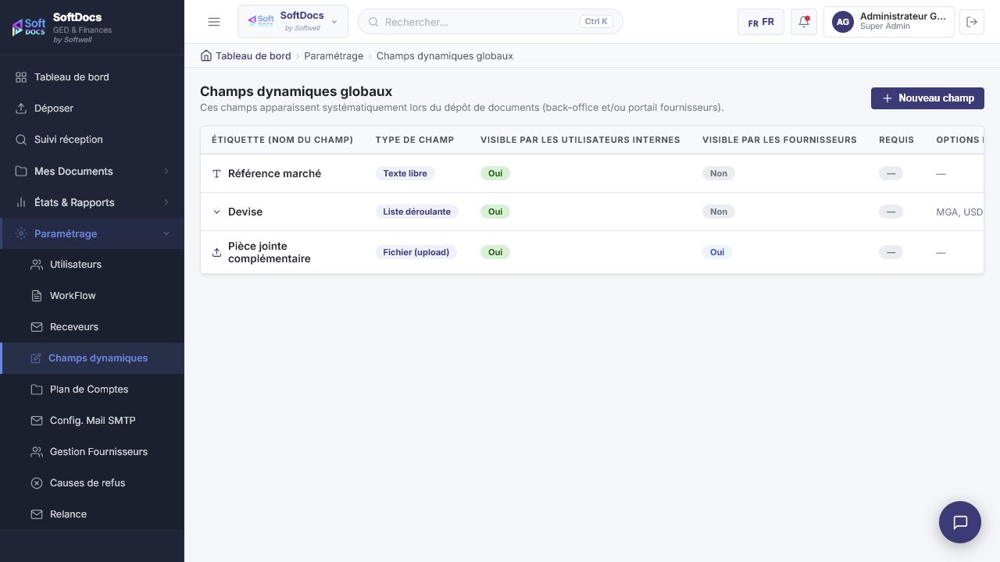 SoftDocs
GED & Finances
by Softwell
Soft
DOCS
Tableau de bord
Déposer
Suivi réception
Mes Documents
États & Rapports
Paramétrage
Utilisateurs
WorkFlow
Receveurs
Champs dynamiques
Plan de Comptes
Config. Mail SMTP
Gestion Fournisseurs
Causes de refus
Relance
Soft
DOCS
SoftDocs
by Softwell
Rechercher...
Ctrl K
FR FR
AG
Administrateur G...
Super Admin
Tableau de bord › Paramétrage › Champs dynamiques globaux
Champs dynamiques globaux
Ces champs apparaissent systématiquement lors du dépôt de documents (back-office et/ou portail fournisseurs).
+ Nouveau champ
ÉTIQUETTE (NOM DU CHAMP) TYPE DE CHAMP VISIBLE PAR LES UTILISATEURS INTERNES VISIBLE PAR LES FOURNISSEURS REQUIS OPTIONS
Référence marché Texte libre Oui Non — —
Devise Liste déroulante Oui Non — MGA, USD
Pièce jointe
complémentaire Fichier (upload) Oui Oui — —